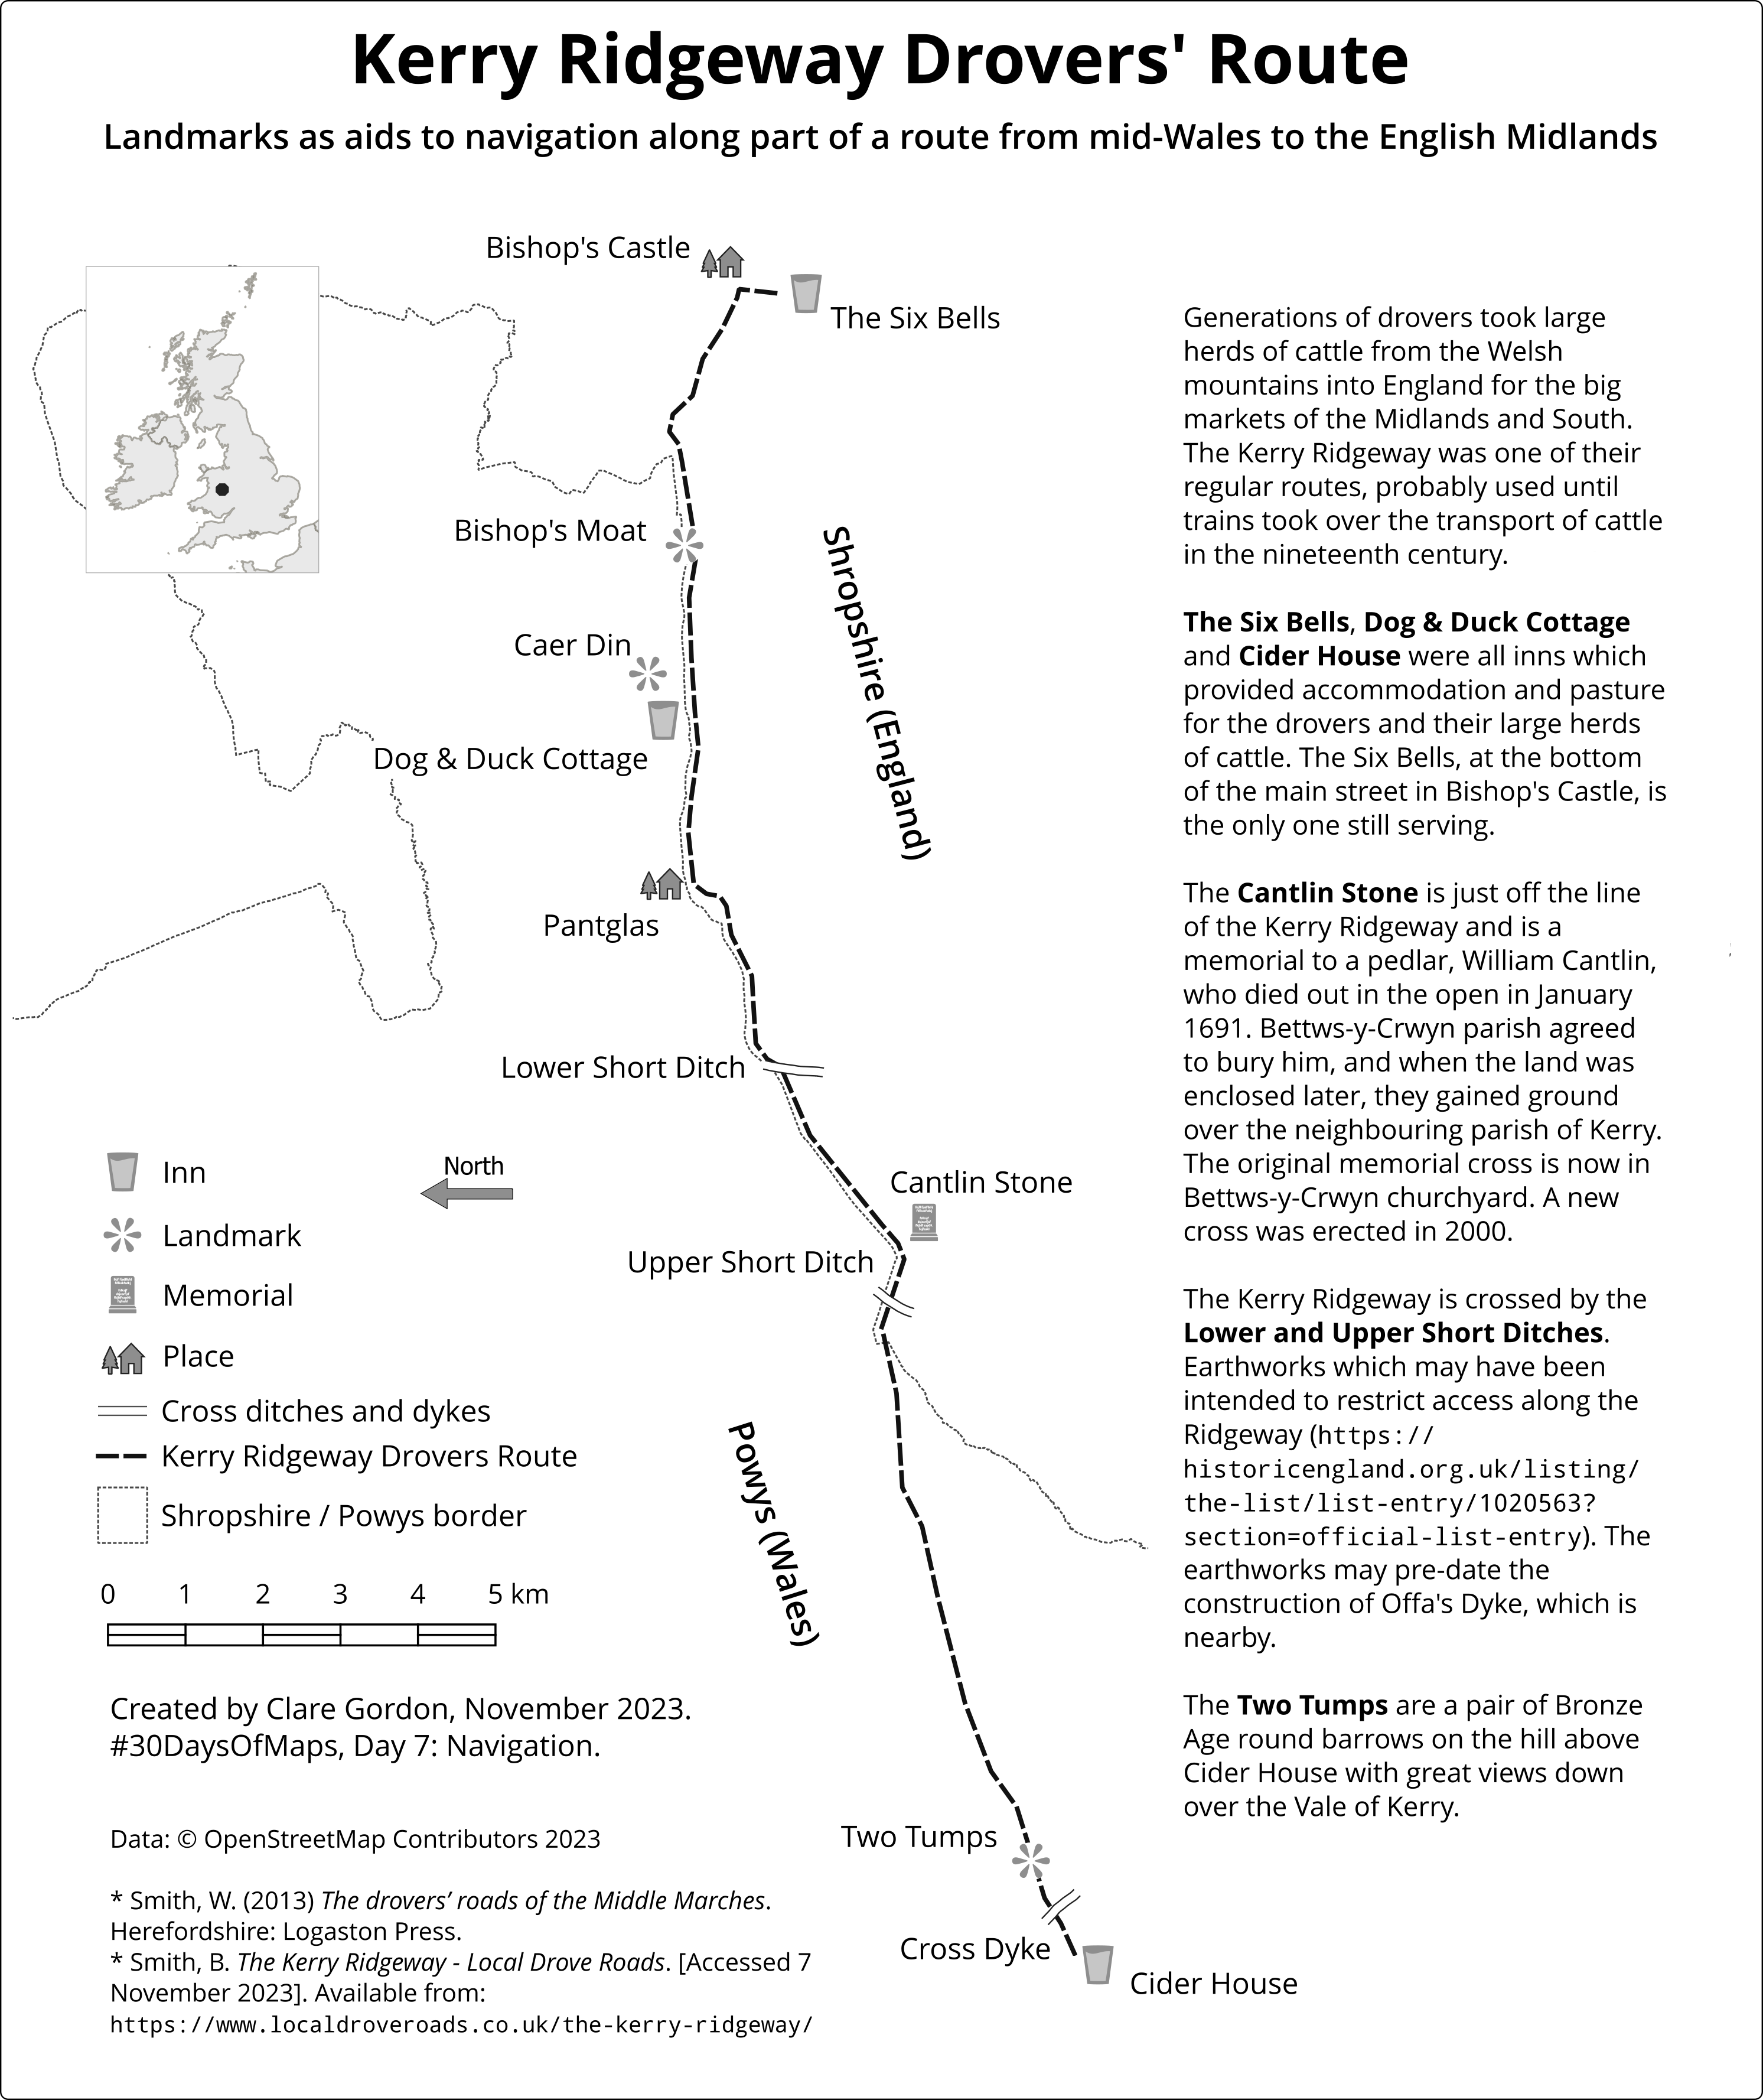 Kerry Ridgeway Drovers' Route
Landmarks as aids to navigation along part of a route from mid-Wales to the English Midlands
Bishop's Castle
The Six Bells
Bishop's Moat
Shropshire (England)
Caer Din
Dog & Duck Cottage
Pantglas
Lower Short Ditch
Cantlin Stone
Upper Short Ditch
Powys (Wales)
Two Tumps
Cross Dyke
Cider House
Generations of drovers took large
herds of cattle from the Welsh
mountains into England for the big
markets of the Midlands and South.
The Kerry Ridgeway was one of their
regular routes, probably used until
trains took over the transport of cattle
in the nineteenth century.
The Six Bells, Dog & Duck Cottage
and Cider House were all inns which
provided accommodation and pasture
for the drovers and their large herds
of cattle. The Six Bells, at the bottom
of the main street in Bishop's Castle, is
the only one still serving.
The Cantlin Stone is just off the line
of the Kerry Ridgeway and is a
memorial to a pedlar, William Cantlin,
who died out in the open in January
1691. Bettws-y-Crwyn parish agreed
to bury him, and when the land was
enclosed later, they gained ground
over the neighbouring parish of Kerry.
The original memorial cross is now in
Bettws-y-Crwyn churchyard. A new
cross was erected in 2000.
The Kerry Ridgeway is crossed by the
Lower and Upper Short Ditches.
Earthworks which may have been
intended to restrict access along the
Ridgeway (https://
historicengland.org.uk/listing/
the-list/list-entry/1020563?
section=official-list-entry). The
earthworks may pre-date the
construction of Offa's Dyke, which is
nearby.
The Two Tumps are a pair of Bronze
Age round barrows on the hill above
Cider House with great views down
over the Vale of Kerry.
North
Inn
Landmark
Memorial
Place
Cross ditches and dykes
Kerry Ridgeway Drovers Route
Shropshire / Powys border
0 1 2 3 4 5 km
Created by Clare Gordon, November 2023.
#30DaysOfMaps, Day 7: Navigation.
Data: © OpenStreetMap Contributors 2023
* Smith, W. (2013) The drovers’ roads of the Middle Marches.
Herefordshire: Logaston Press.
* Smith, B. The Kerry Ridgeway - Local Drove Roads. [Accessed 7
November 2023]. Available from:
https://www.localdroveroads.co.uk/the-kerry-ridgeway/